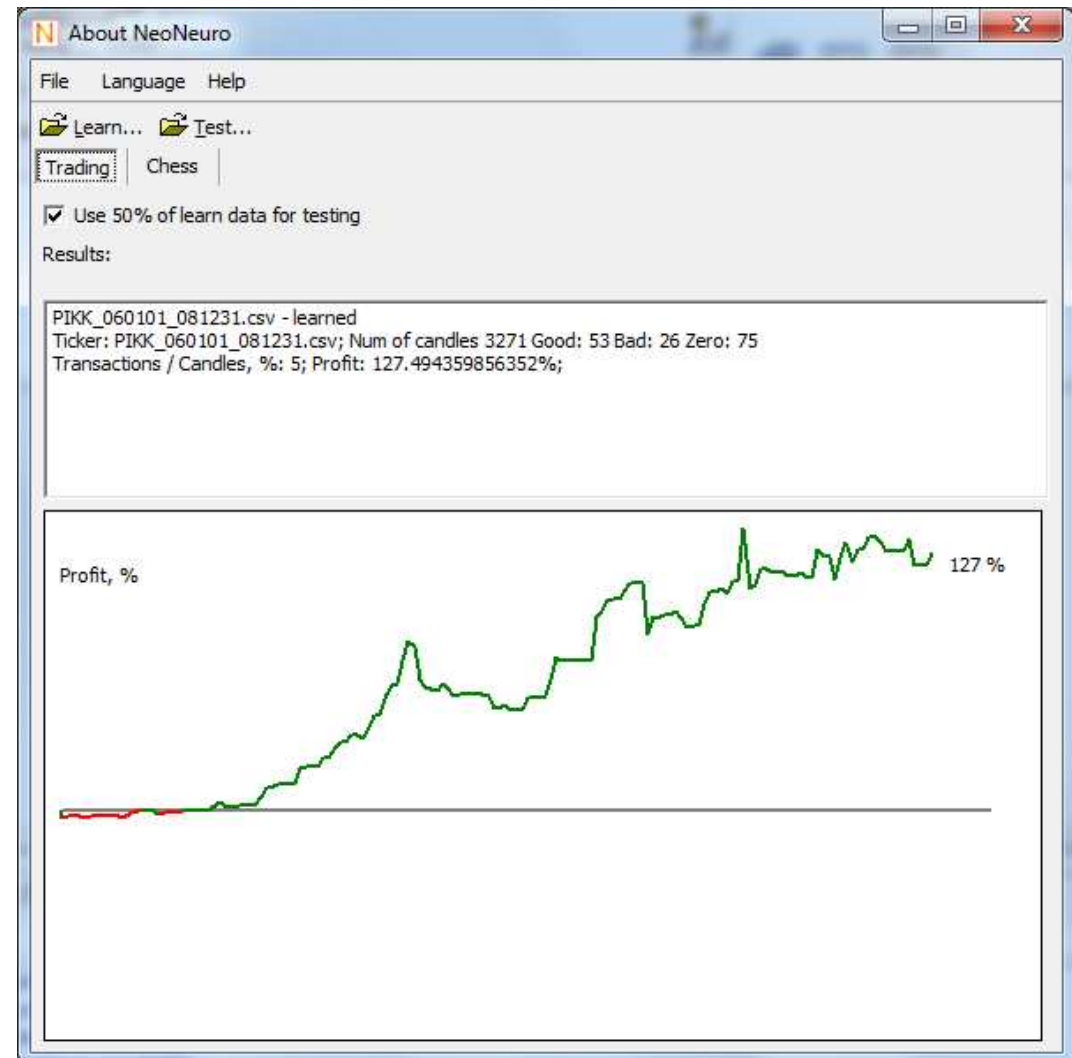 About NeoNeuro
File Language Help
Learn... Test...
Trading Chess
Use 50% of learn data for testing
Results:
PIKK_060101_081231.csv - learned
Ticker: PIKK_060101_081231.csv; Num of candles 3271 Good: 53 Bad: 26 Zero: 75
Transactions / Candles, %: 5; Profit: 127.494359856352%;
Profit, %
127 %